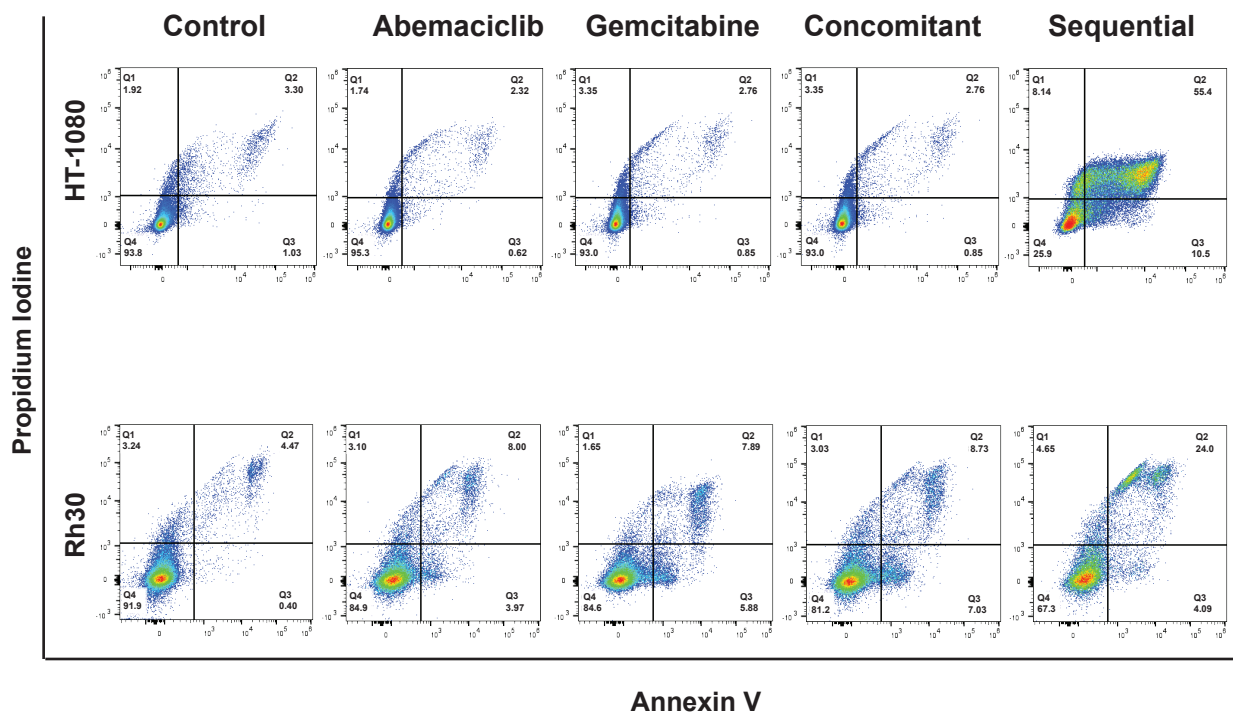 Control Abemaciclib Gemcitabine Concomitant Sequential
HT-1080
Q1 1.92
Q2 3.30
Q4 93.8
Q3 1.03
Q1 1.74
Q2 2.32
Q4 95.3
Q3 0.62
Q1 3.35
Q2 2.76
Q4 93.0
Q3 0.85
Q1 3.35
Q2 2.76
Q4 93.0
Q3 0.85
Q1 8.14
Q2 55.4
Q4 25.9
Q3 10.5
Propidium Iodine
Rh30
Q1 3.24
Q2 4.47
Q4 91.9
Q3 0.40
Q1 3.10
Q2 8.00
Q4 84.9
Q3 3.97
Q1 1.65
Q2 7.89
Q4 84.6
Q3 5.88
Q1 3.03
Q2 8.73
Q4 81.2
Q3 7.03
Q1 4.65
Q2 24.0
Q4 67.3
Q3 4.09
Annexin V